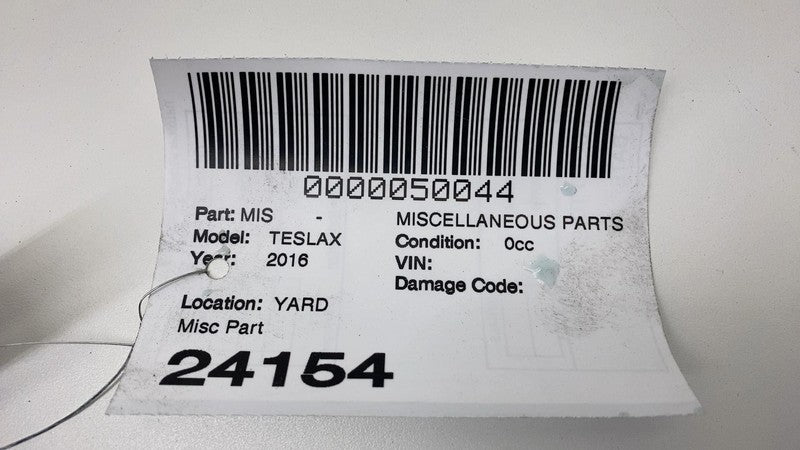 0000050044
Part: MIS - MISCELLANEOUS PARTS
Model: TESLAX Condition: 0cc
Year: 2016 VIN:
Damage Code:
Location: YARD
Misc Part
24154